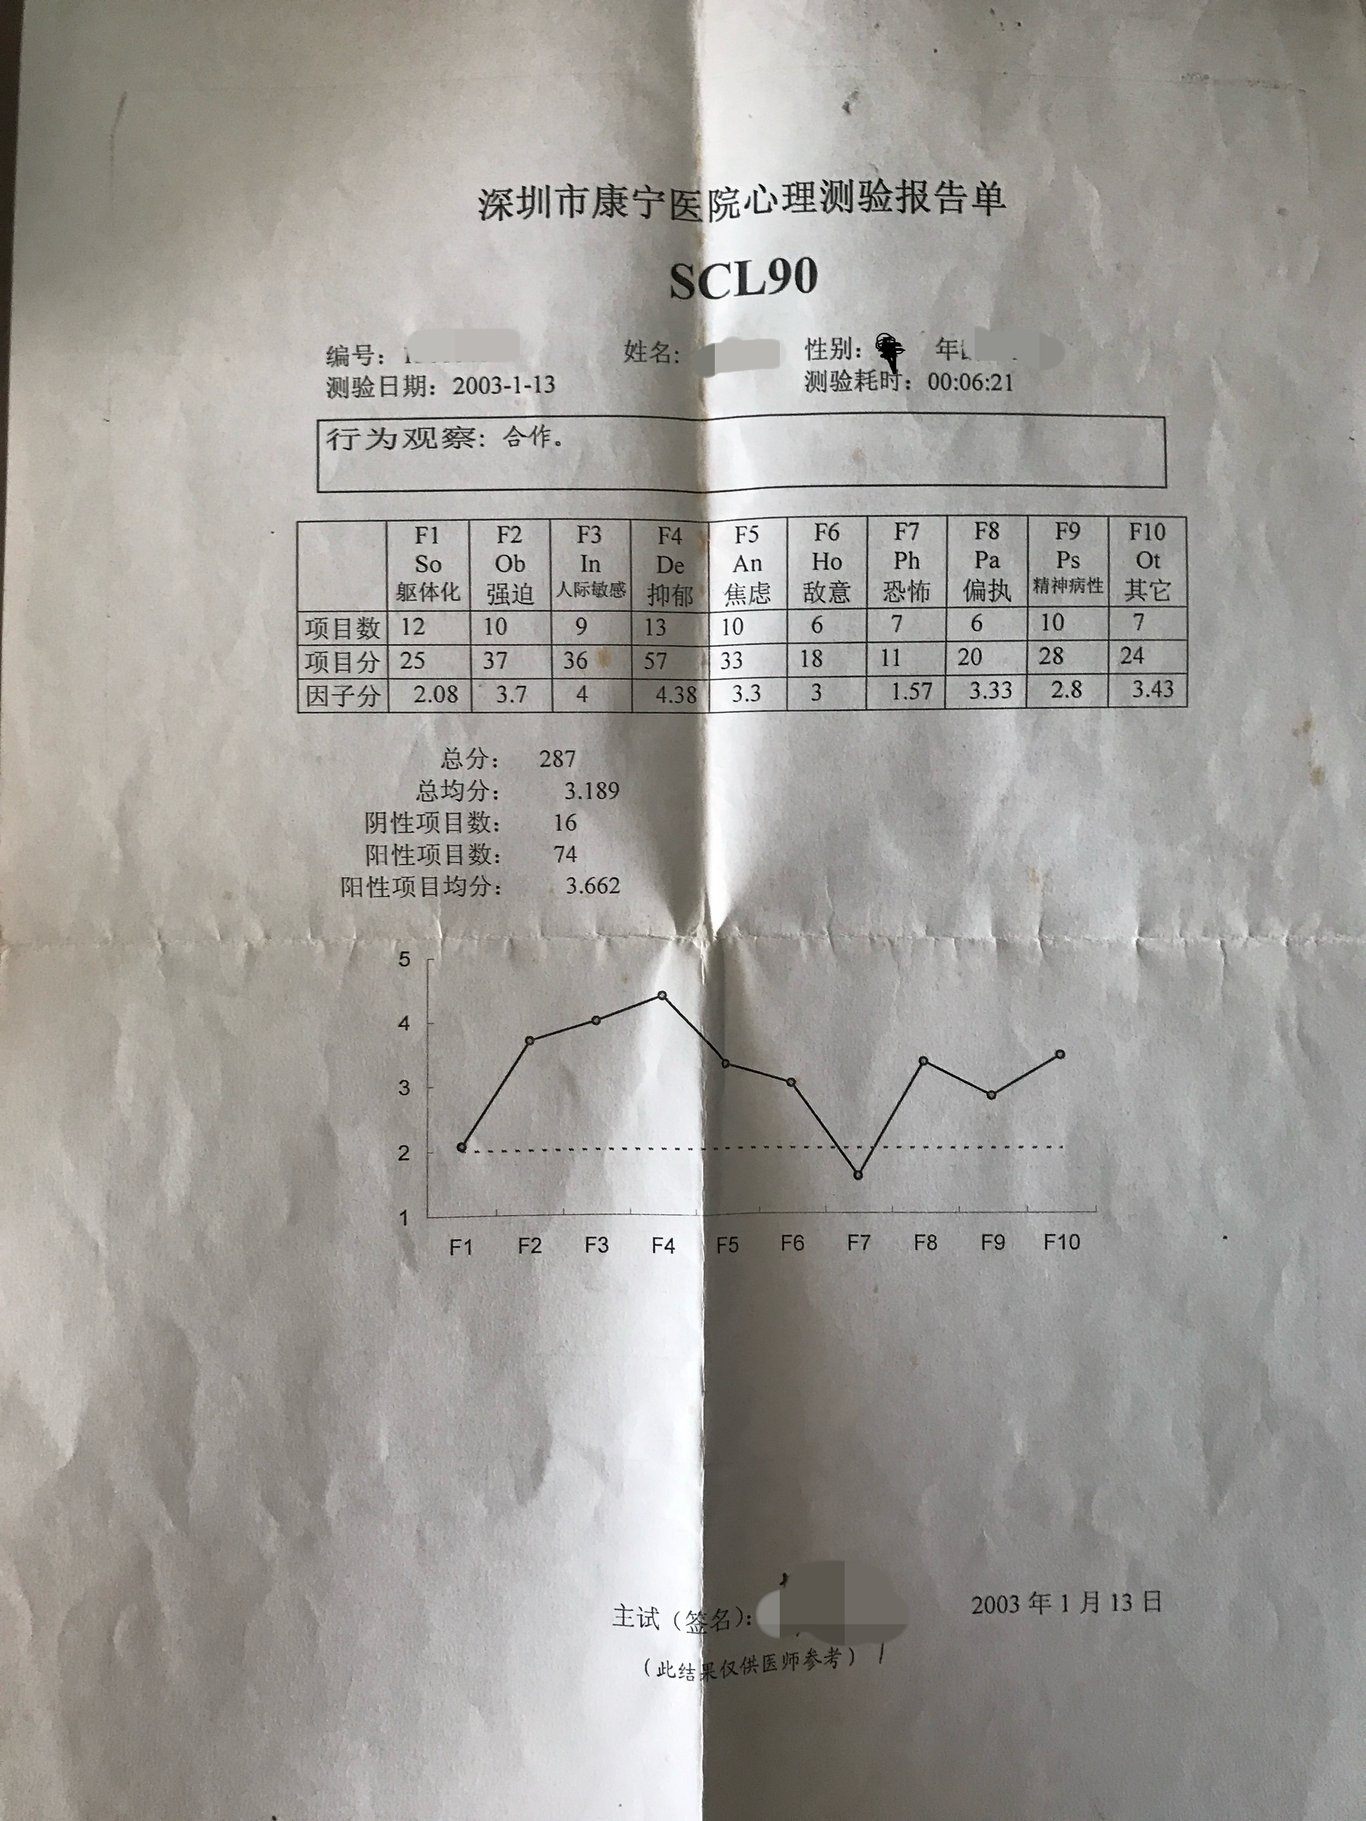 深圳市康宁医院心理测验报告单
SCL90
编号： 姓名: 性别: 年
测验日期：2003-1-13 测验耗时：00:06:21
行为观察: 合作。
F1 F2 F3 F4 F5 F6 F7 F8 F9 F10
So Ob In De An Ho Ph Pa Ps Ot
躯体化 强迫 人际敏感 抑郁 焦虑 敌意 恐怖 偏执 精神病性 其它
项目数 12 10 9 13 10 6 7 6 10 7
项目分 25 37 36 57 33 18 11 20 28 24
因子分 2.08 3.7 4 4.38 3.3 3 1.57 3.33 2.8 3.43
总分： 287
总均分： 3.189
阴性项目数： 16
阳性项目数： 74
阳性项目均分： 3.662
5
4
3
2
1
F1 F2 F3 F4 F5 F6 F7 F8 F9 F10
主试（签名）: 2003 年 1 月 13 日
（此结果仅供医师参考）